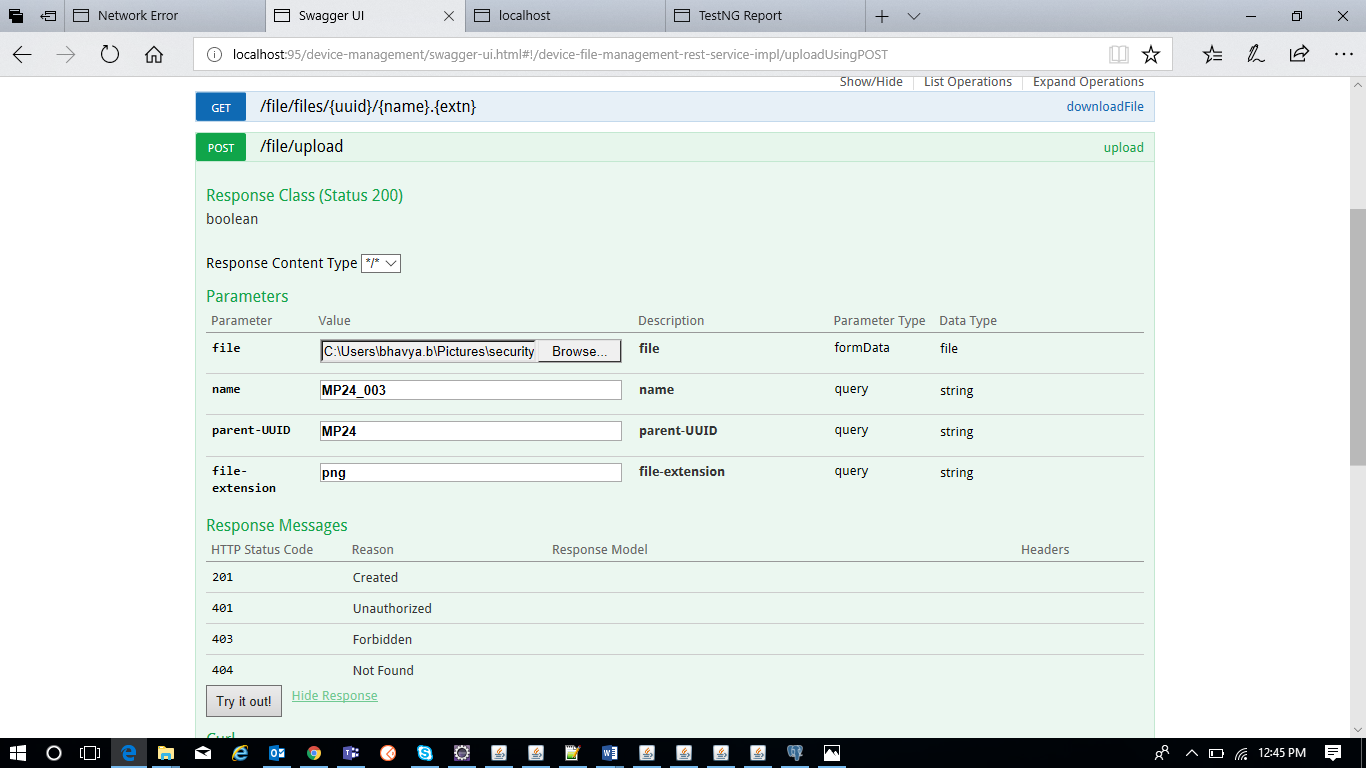 Network Error
Swagger UI
localhost
TestNG Report
localhost:95/device-management/swagger-ui.html#!/device-file-management-rest-service-impl/uploadUsingPOST
Show/Hide List Operations Expand Operations
GET /file/files/{uuid}/{name}.{extn} downloadFile
POST /file/upload upload
Response Class (Status 200)
boolean
Response Content Type */*
Parameters
Parameter Value Description Parameter Type Data Type
file C:\Users\bhavya.b\Pictures\security Browse... file formData file
name MP24_003 name query string
parent-UUID MP24 parent-UUID query string
file-
extension png file-extension query string
Response Messages
HTTP Status Code Reason Response Model Headers
201 Created
401 Unauthorized
403 Forbidden
404 Not Found
Try it out! Hide Response
Curl
12:45 PM